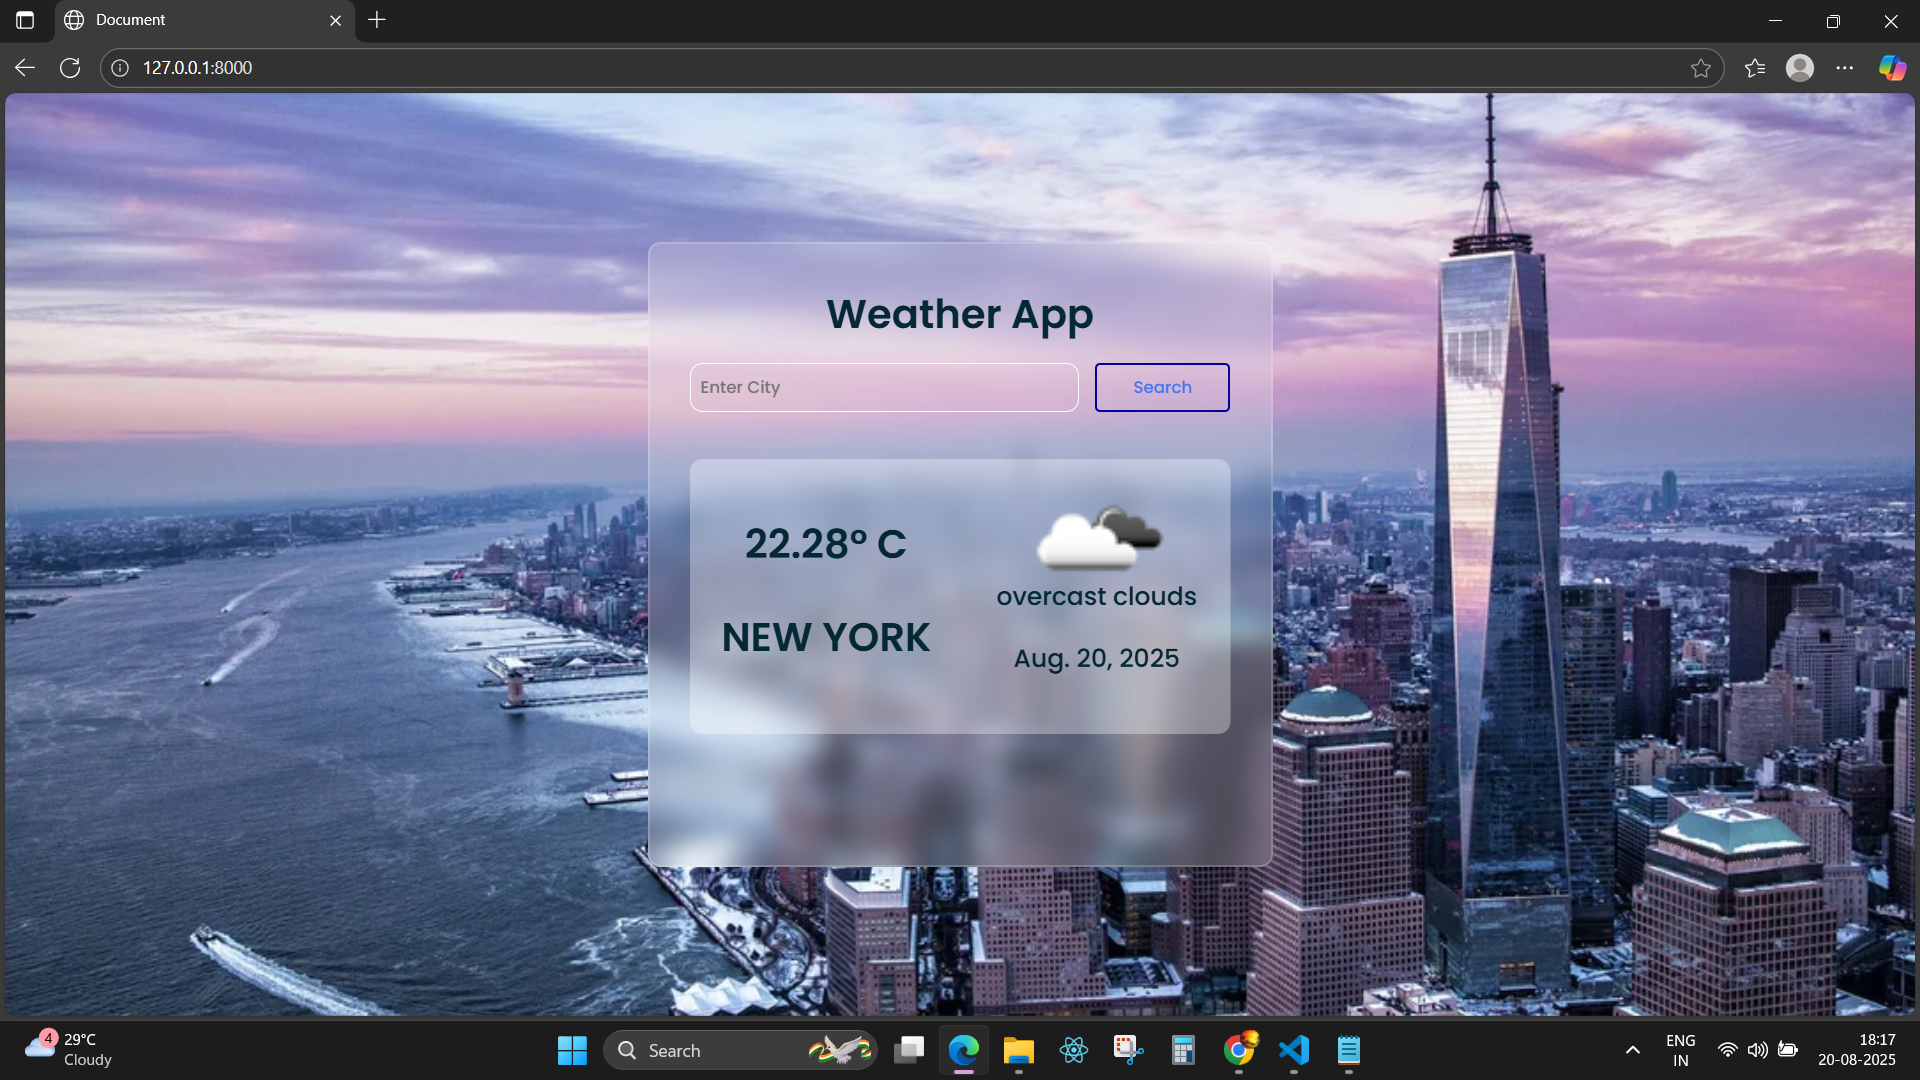 Document
127.0.0.1:8000
Weather App
Enter City
Search
22.28° C
NEW YORK
overcast clouds
Aug. 20, 2025
4
29°C
Cloudy
Search
ENG
IN
18:17
20-08-2025